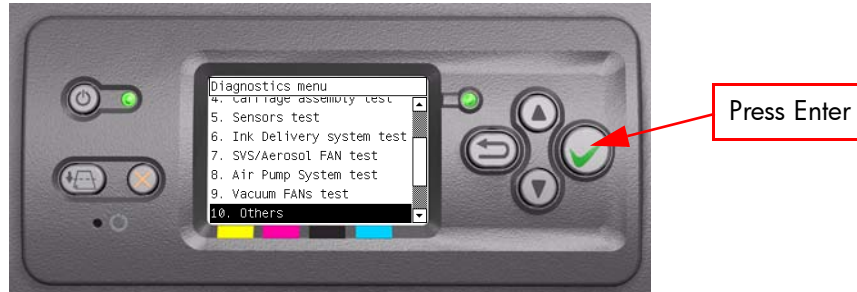 Diagnostics menu
4. Carriage assembly test
5. Sensors test
6. Ink Delivery system test
7. SVS/Aerosol FAN test
8. Air Pump System test
9. Vacuum FANs test
10. Others
Press Enter